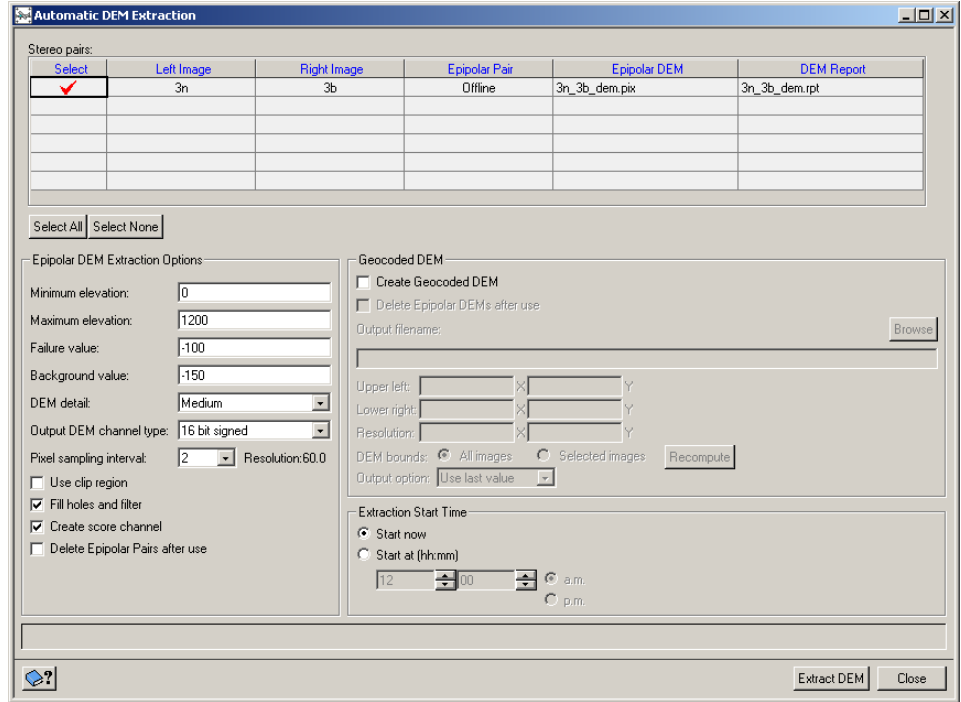 Automatic DEM Extraction
Stereo pairs:
Select Left Image Right Image Epipolar Pair Epipolar DEM DEM Report
3n 3b Offline 3n_3b_dem.pix 3n_3b_dem.rpt
Select All Select None
Epipolar DEM Extraction Options
Minimum elevation: 0
Maximum elevation: 1200
Failure value: -100
Background value: -150
DEM detail: Medium
Output DEM channel type: 16 bit signed
Pixel sampling interval: 2 Resolution:60.0
Use clip region
Fill holes and filter
Create score channel
Delete Epipolar Pairs after use
Geocoded DEM
Create Geocoded DEM
Delete Epipolar DEMs after use
Output filename: Browse
Upper left: X Y
Lower right: X Y
Resolution: X Y
DEM bounds: All images Selected images Recompute
Output option: Use last value
Extraction Start Time
Start now
Start at (hh:mm)
12 00 a.m.
p.m.
?
Extract DEM Close